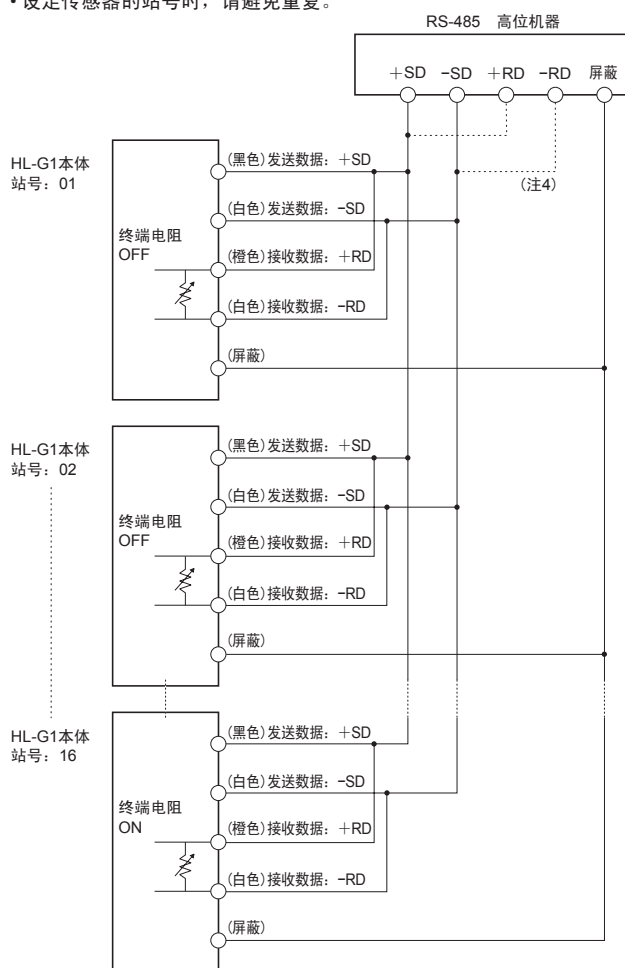 • 设定传感器的站号时，请避免重复。
RS-485 高位机器
＋SD －SD ＋RD －RD 屏蔽
(注4)
HL-G1本体
站号：01
终端电阻
OFF
(黑色)发送数据：＋SD
(白色)发送数据：－SD
(橙色)接收数据：＋RD
(白色)接收数据：－RD
(屏蔽)
HL-G1本体
站号：02
终端电阻
OFF
(黑色)发送数据：＋SD
(白色)发送数据：－SD
(橙色)接收数据：＋RD
(白色)接收数据：－RD
(屏蔽)
HL-G1本体
站号：16
终端电阻
ON
(黑色)发送数据：＋SD
(白色)发送数据：－SD
(橙色)接收数据：＋RD
(白色)接收数据：－RD
(屏蔽)